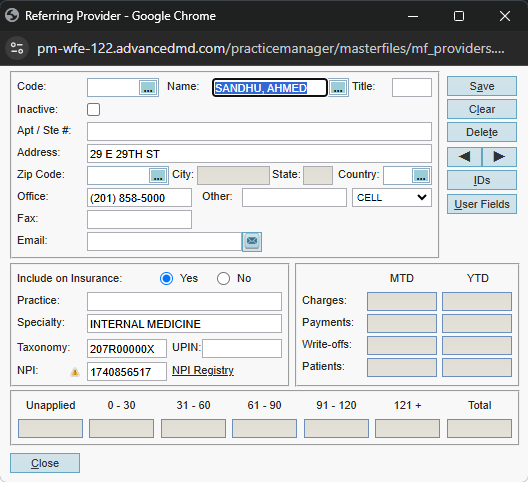 Referring Provider - Google Chrome
pm-wfe-122.advancedmd.com/practicemanager/masterfiles/mf_providers....
Code: ... Name: SANDHU, AHMED ... Title: Save
Inactive: Clear
Apt / Ste #: Delete
Address: 29 E 29TH ST
Zip Code: ... City: State: Country: ... IDs
Office: (201) 858-5000 Other: CELL User Fields
Fax:
Email:
Include on Insurance: Yes No MTD YTD
Practice: Charges:
Specialty: INTERNAL MEDICINE Payments:
Taxonomy: 207R00000X UPIN: Write-offs:
NPI: 1740856517 NPI Registry Patients:
Unapplied 0 - 30 31 - 60 61 - 90 91 - 120 121 + Total
Close